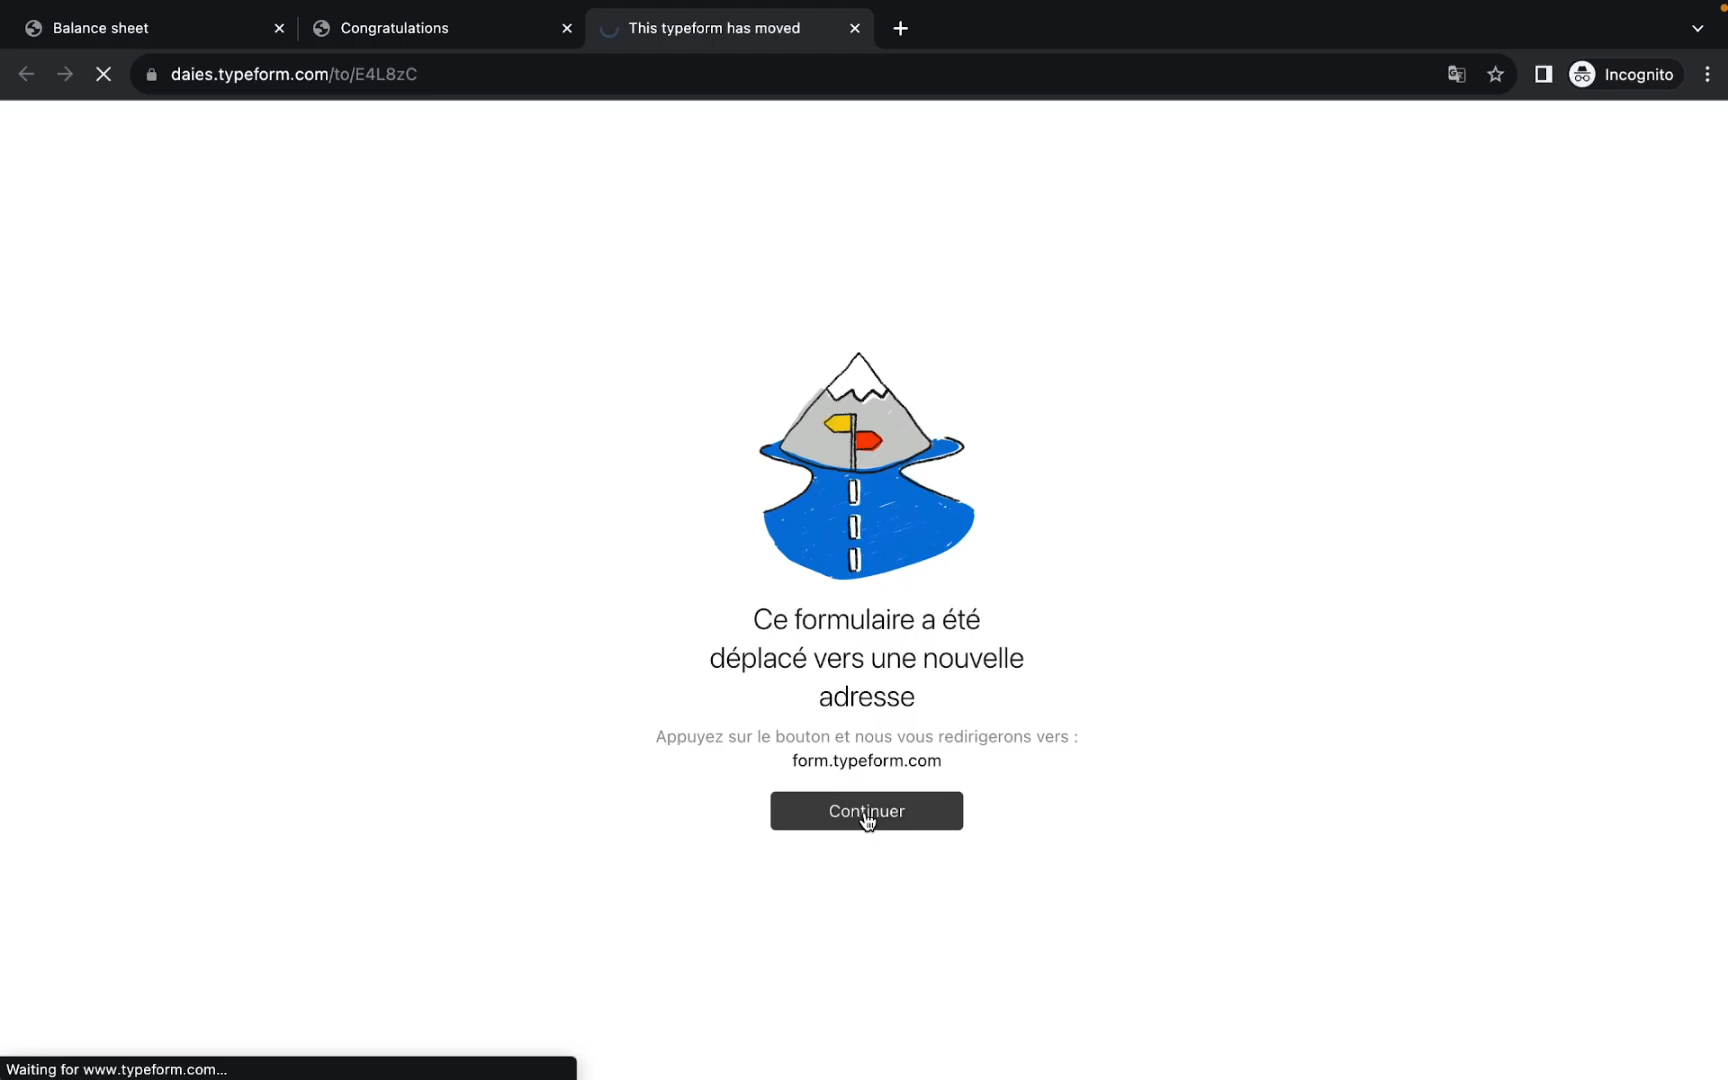 Balance sheet
Congratulations
This typeform has moved
daies.typeform.com/to/E4L8zC
Incognito
Ce formulaire a été
déplacé vers une nouvelle
adresse
Appuyez sur le bouton et nous vous redirigerons vers :
form.typeform.com
Continuer
Waiting for www.typeform.com...